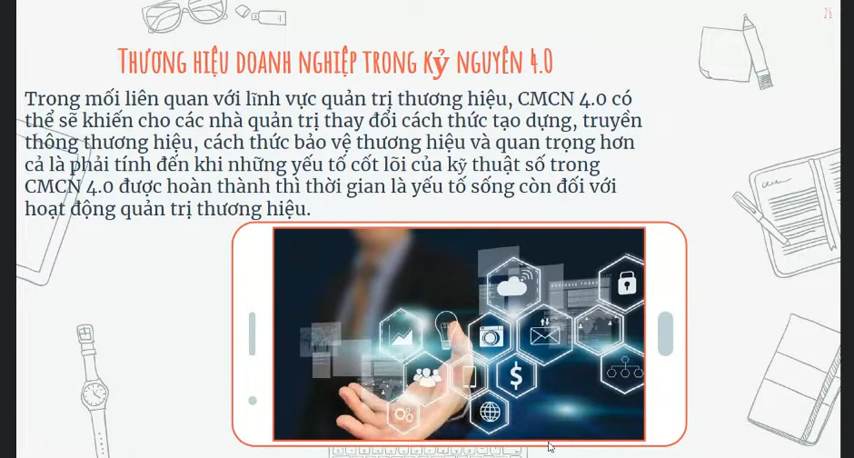 26
THƯƠNG HIỆU DOANH NGHIỆP TRONG KỶ NGUYÊN 4.0
Trong mối liên quan với lĩnh vực quản trị thương hiệu, CMCN 4.0 có
thể sẽ khiến cho các nhà quản trị thay đổi cách thức tạo dựng, truyền
thông thương hiệu, cách thức bảo vệ thương hiệu và quan trọng hơn
cả là phải tính đến khi những yếu tố cốt lõi của kỹ thuật số trong
CMCN 4.0 được hoàn thành thì thời gian là yếu tố sống còn đối với
hoạt động quản trị thương hiệu.
BUSINESS TODAY
$